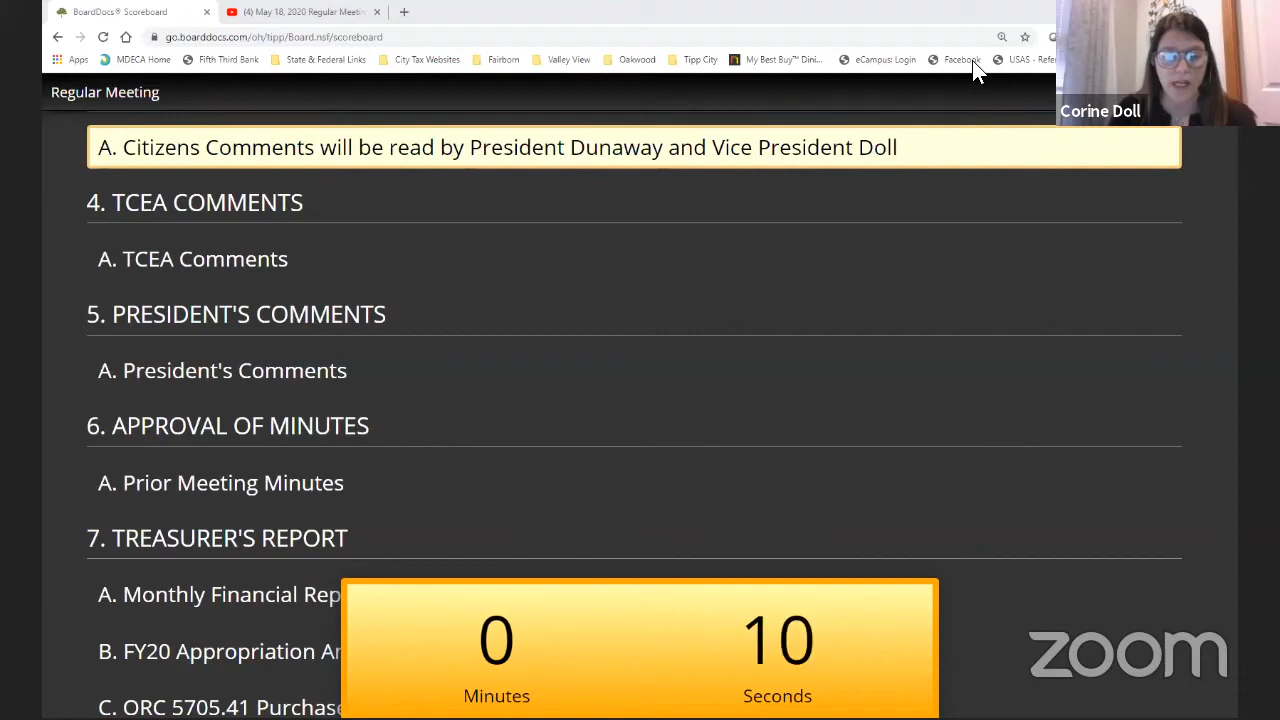 BoardDocs® Scoreboard
(4) May 18, 2020 Regular Meetin
go.boarddocs.com/oh/tipp/Board.nsf/scoreboard
Apps MDECA Home Fifth Third Bank State & Federal Links City Tax Websites Fairborn Valley View Oakwood Tipp City My Best Buy™ Dini... eCampus: Login Facebook USAS - Refe
Regular Meeting
Corine Doll
A. Citizens Comments will be read by President Dunaway and Vice President Doll
4. TCEA COMMENTS
A. TCEA Comments
5. PRESIDENT'S COMMENTS
A. President's Comments
6. APPROVAL OF MINUTES
A. Prior Meeting Minutes
7. TREASURER'S REPORT
A. Monthly Financial Rep
B. FY20 Appropriation Am
C. ORC 5705.41 Purchase
0 10
Minutes Seconds
zoom